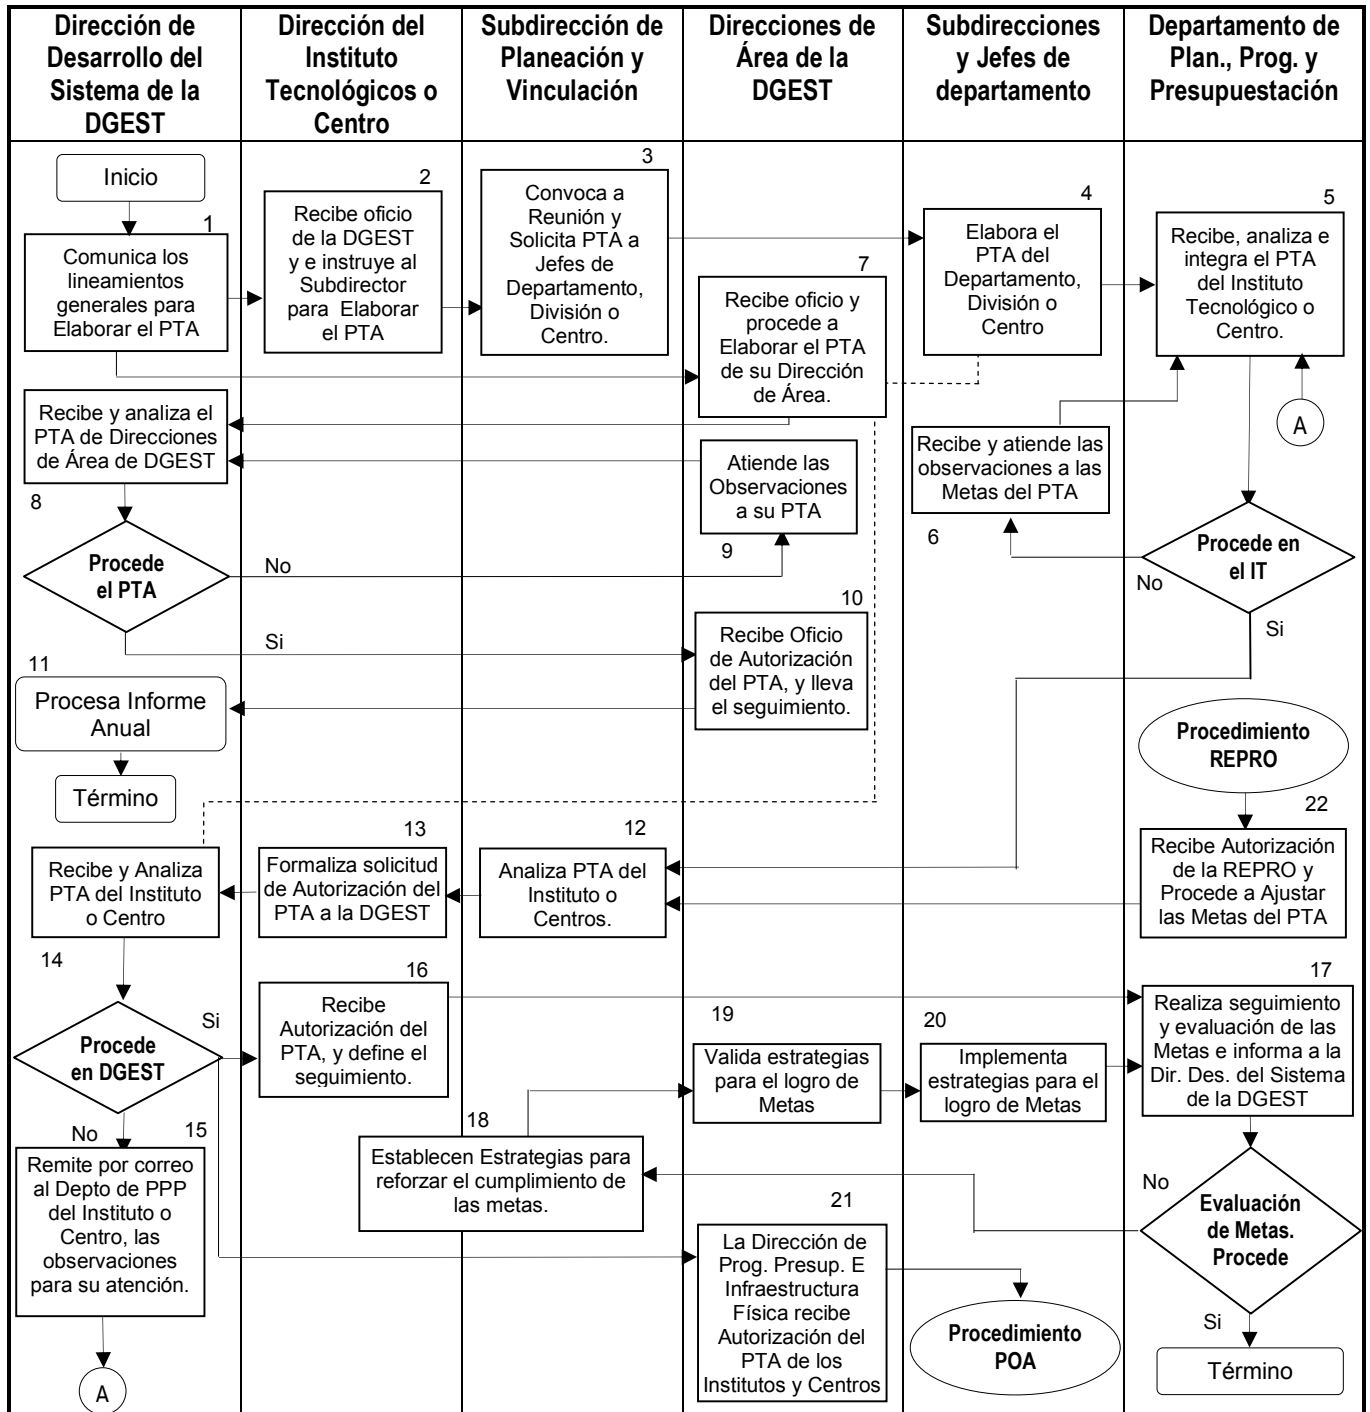 Dirección de
Desarrollo del
Sistema de la
DGEST
Dirección del
Instituto
Tecnológicos o
Centro
Subdirección de
Planeación y
Vinculación
Direcciones de
Área de la
DGEST
Subdirecciones
y Jefes de
departamento
Departamento de
Plan., Prog. y
Presupuestación
Inicio
1
Comunica los
lineamientos
generales para
Elaborar el PTA
2
Recibe oficio
de la DGEST
y e instruye al
Subdirector
para Elaborar
el PTA
3
Convoca a
Reunión y
Solicita PTA a
Jefes de
Departamento,
División o
Centro.
4
Elabora el
PTA del
Departamento,
División o
Centro
5
Recibe, analiza e
integra el PTA
del Instituto
Tecnológico o
Centro.
7
Recibe oficio y
procede a
Elaborar el PTA
de su Dirección
de Área.
A
Recibe y analiza el
PTA de Direcciones
de Área de DGEST
8
Atiende las
Observaciones
a su PTA
9
Recibe y atiende las
observaciones a las
Metas del PTA
6
Procede
el PTA
No
Si
Procede en
el IT
No
Si
10
Recibe Oficio
de Autorización
del PTA, y lleva
el seguimiento.
11
Procesa Informe
Anual
Término
Procedimiento
REPRO
22
Recibe Autorización
de la REPRO y
Procede a Ajustar
las Metas del PTA
12
Analiza PTA del
Instituto o
Centros.
13
Formaliza solicitud
de Autorización del
PTA a la DGEST
Recibe y Analiza
PTA del Instituto
o Centro
14
Procede
en DGEST
Si
No
15
Remite por correo
al Depto de PPP
del Instituto o
Centro, las
observaciones
para su atención.
A
16
Recibe
Autorización del
PTA, y define el
seguimiento.
17
Realiza seguimiento
y evaluación de las
Metas e informa a la
Dir. Des. del Sistema
de la DGEST
18
Establecen Estrategias para
reforzar el cumplimiento de
las metas.
19
Valida estrategias
para el logro de
Metas
20
Implementa
estrategias para el
logro de Metas
21
La Dirección de
Prog. Presup. E
Infraestructura
Física recibe
Autorización del
PTA de los
Institutos y Centros
Procedimiento
POA
No
Evaluación
de Metas.
Procede
Si
Término